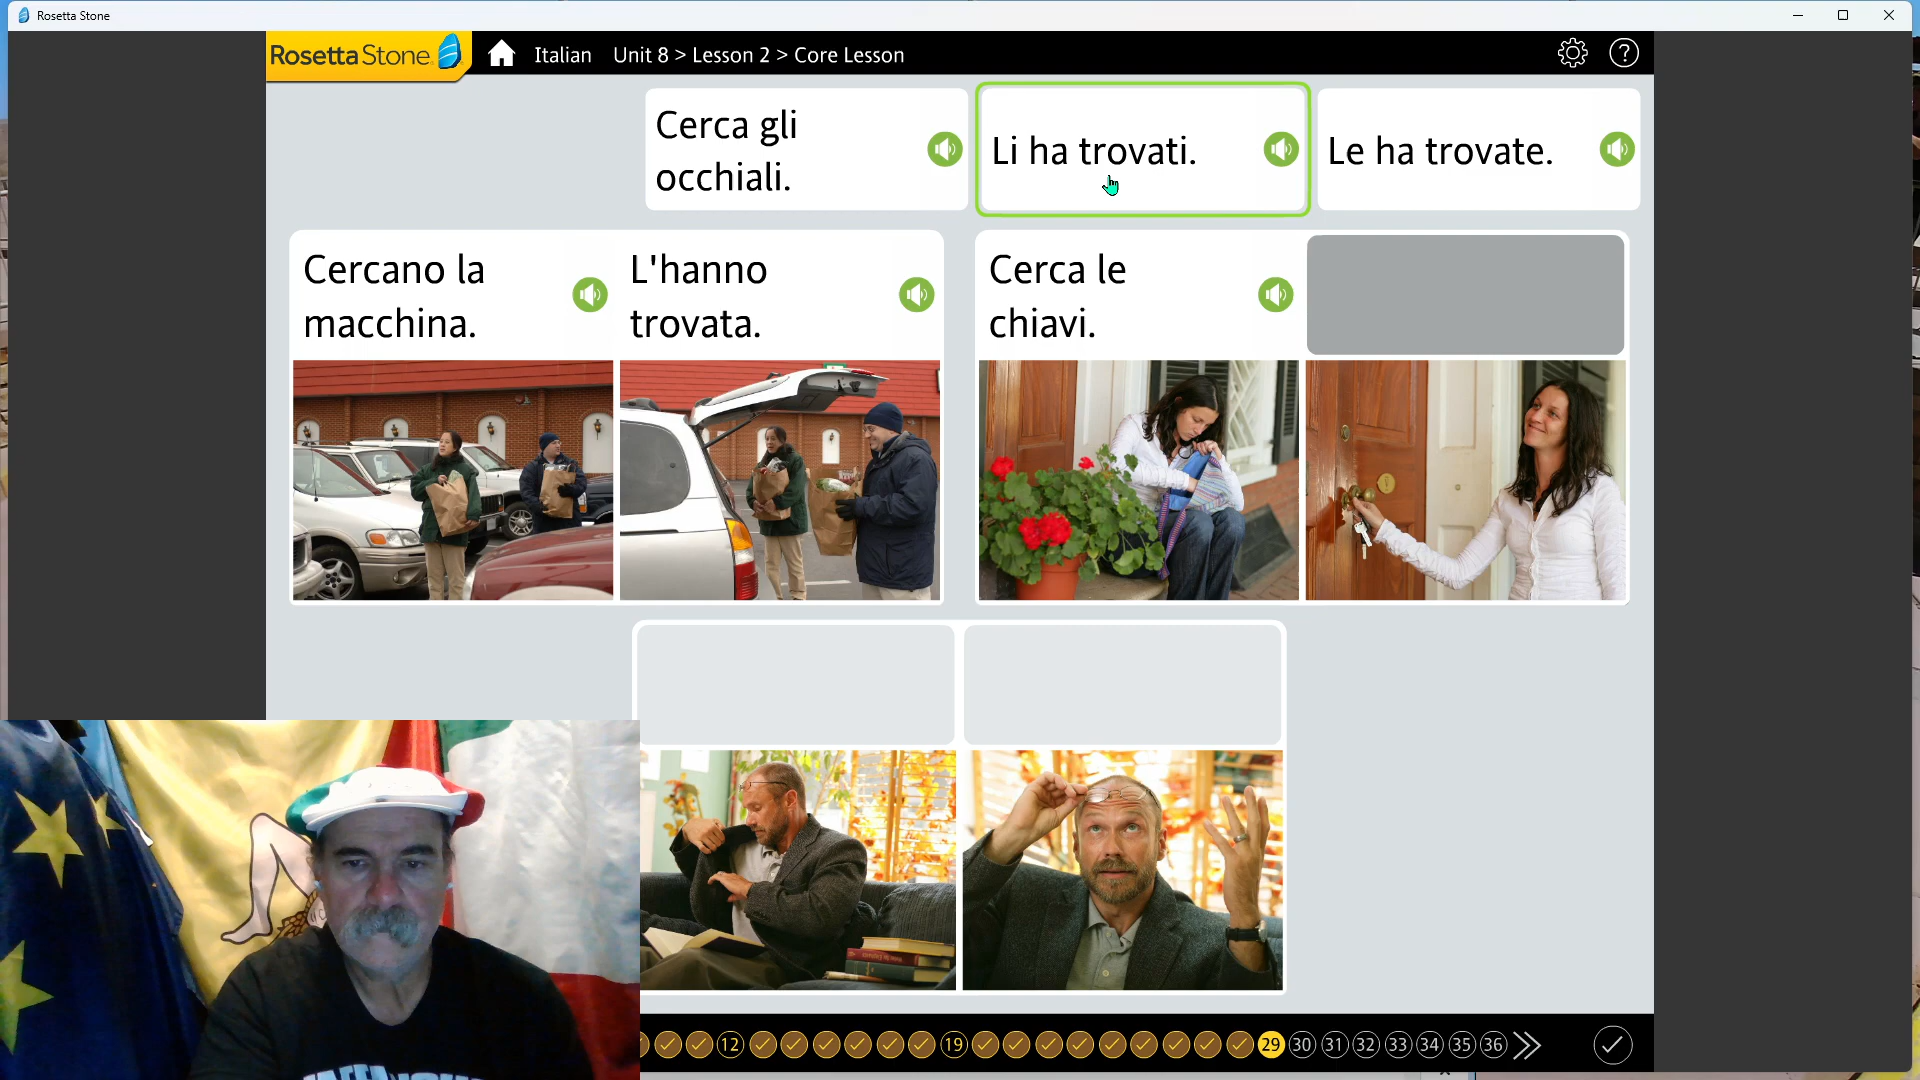 Rosetta Stone
RosettaStone
Italian
Unit 8 > Lesson 2 > Core Lesson
Cerca gli
occhiali.
Li ha trovati.
Le ha trovate.
Cercano la
macchina.
L'hanno
trovata.
Cerca le
chiavi.
12 19 29 30 31 32 33 34 35 36